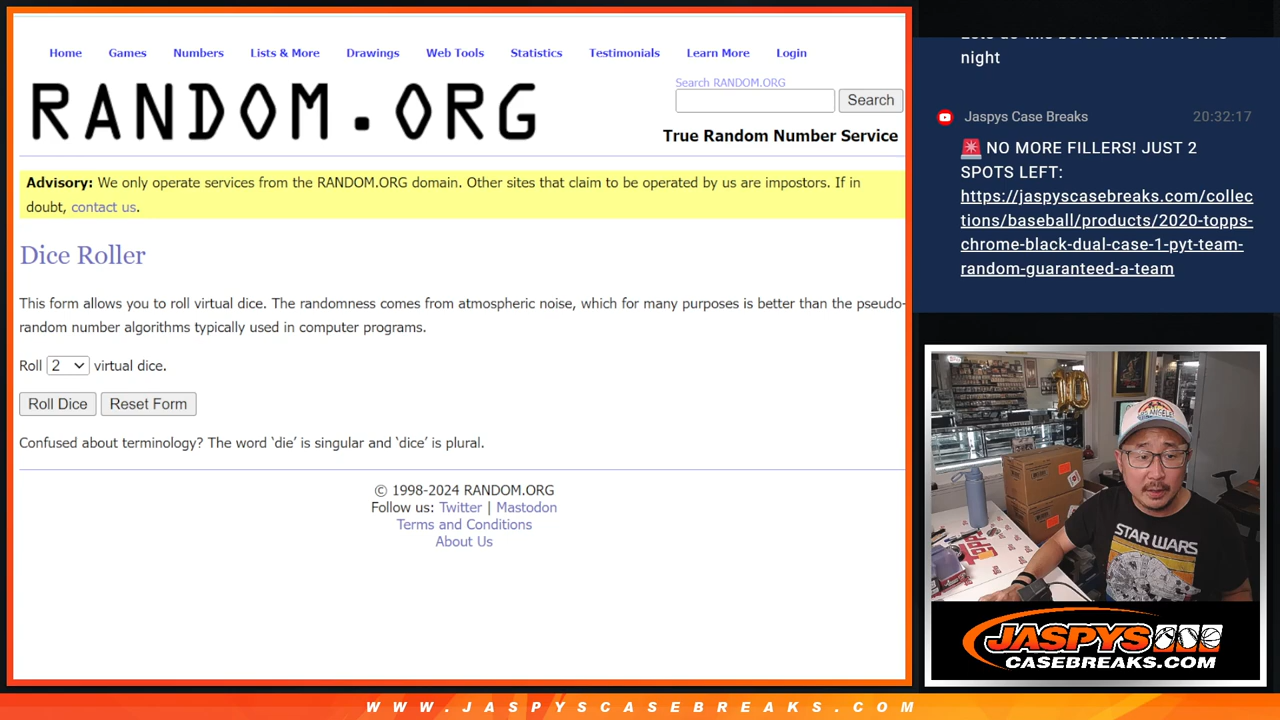 Home Games Numbers Lists & More Drawings Web Tools Statistics Testimonials Learn More Login
RANDOM.ORG
Search RANDOM.ORG
Search
True Random Number Service
Advisory: We only operate services from the RANDOM.ORG domain. Other sites that claim to be operated by us are impostors. If in
doubt, contact us.
Dice Roller
This form allows you to roll virtual dice. The randomness comes from atmospheric noise, which for many purposes is better than the pseudo-
random number algorithms typically used in computer programs.
Roll 2 virtual dice.
Roll Dice Reset Form
Confused about terminology? The word ‘die’ is singular and ‘dice’ is plural.
© 1998-2024 RANDOM.ORG
Follow us: Twitter | Mastodon
Terms and Conditions
About Us
night
Jaspys Case Breaks 20:32:17
🚨 NO MORE FILLERS! JUST 2
SPOTS LEFT:
https://jaspyscasebreaks.com/collec
tions/baseball/products/2020-topps-
chrome-black-dual-case-1-pyt-team-
random-guaranteed-a-team
10
STAR WARS
JASPYS
CASEBREAKS.COM
WWW.JASPYSCASEBREAKS.COM